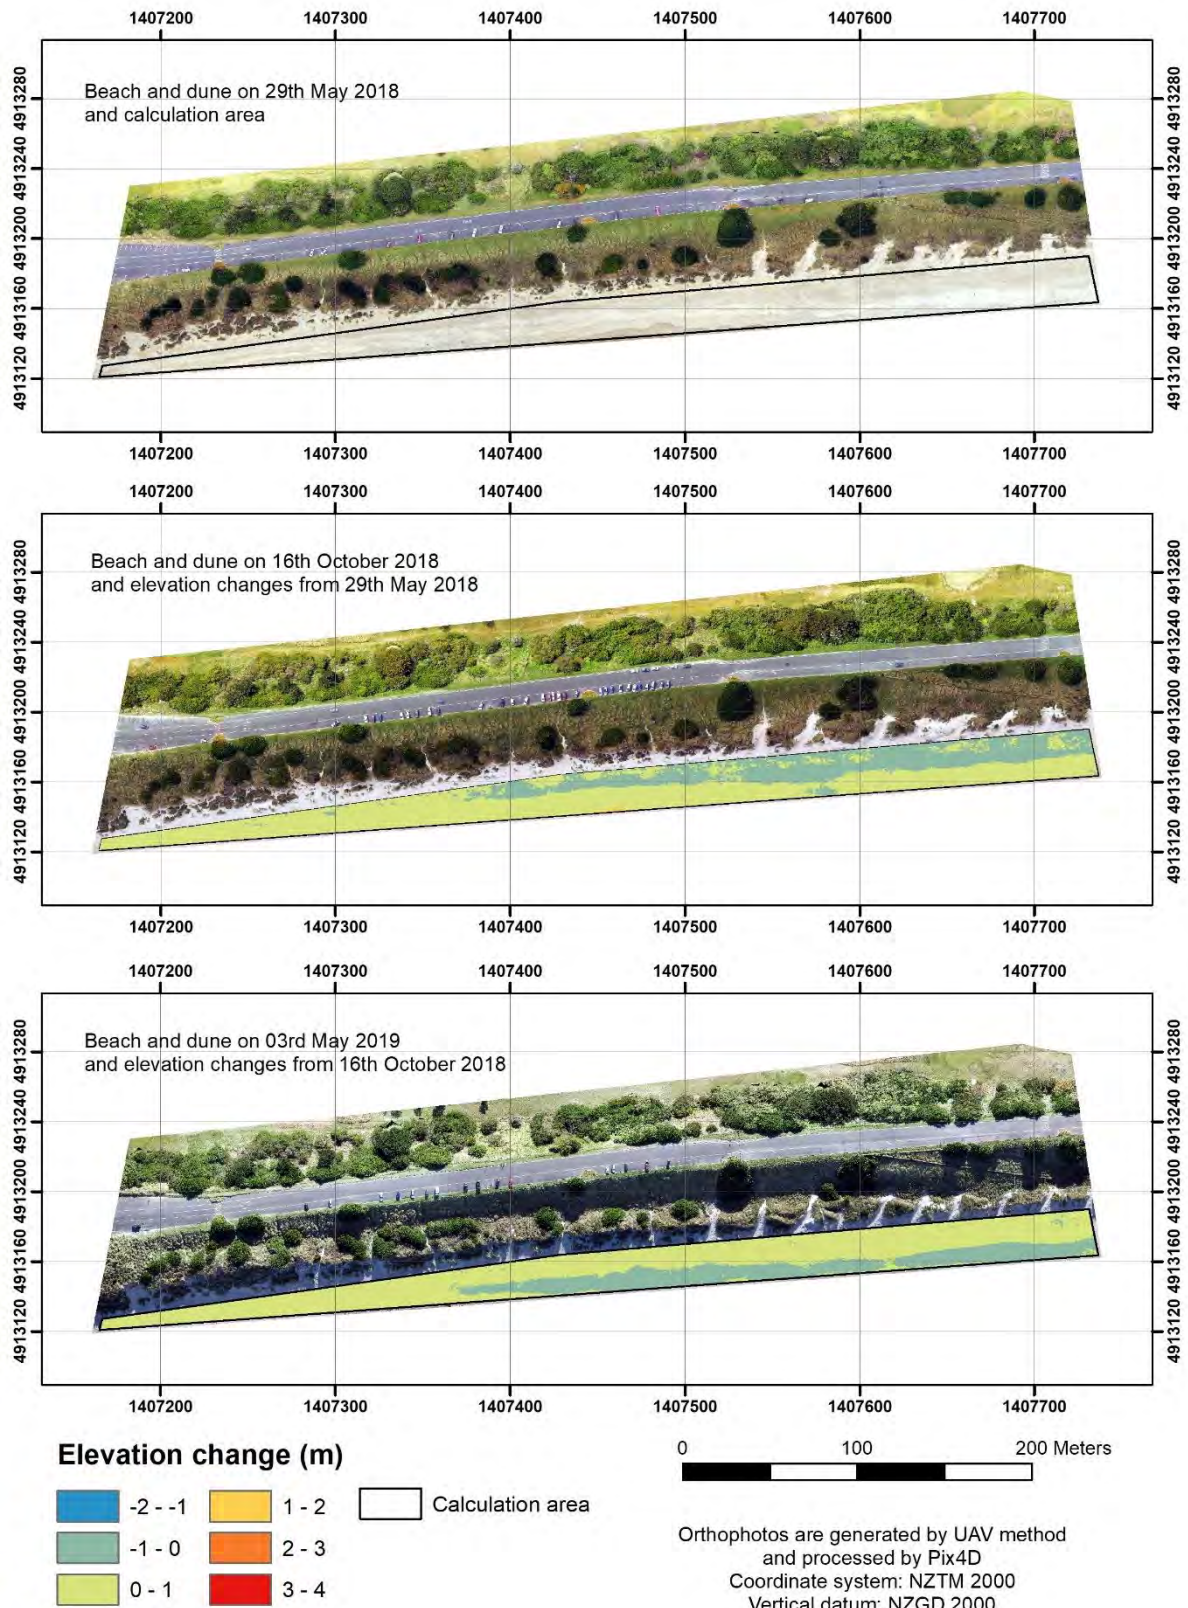 1407200 1407300 1407400 1407500 1407600 1407700
4913280 4913240 4913200 4913160 4913120
Beach and dune on 29th May 2018
and calculation area
4913280 4913240 4913200 4913160 4913120
1407200 1407300 1407400 1407500 1407600 1407700
1407200 1407300 1407400 1407500 1407600 1407700
4913280 4913240 4913200 4913160 4913120
Beach and dune on 16th October 2018
and elevation changes from 29th May 2018
4913280 4913240 4913200 4913160 4913120
1407200 1407300 1407400 1407500 1407600 1407700
1407200 1407300 1407400 1407500 1407600 1407700
4913280 4913240 4913200 4913160 4913120
Beach and dune on 03rd May 2019
and elevation changes from 16th October 2018
4913280 4913240 4913200 4913160 4913120
1407200 1407300 1407400 1407500 1407600 1407700
Elevation change (m)
-2 - -1
-1 - 0
0 - 1
1 - 2
2 - 3
3 - 4
Calculation area
0 100 200 Meters
Orthophotos are generated by UAV method
and processed by Pix4D
Coordinate system: NZTM 2000
Vertical datum: NZGD 2000